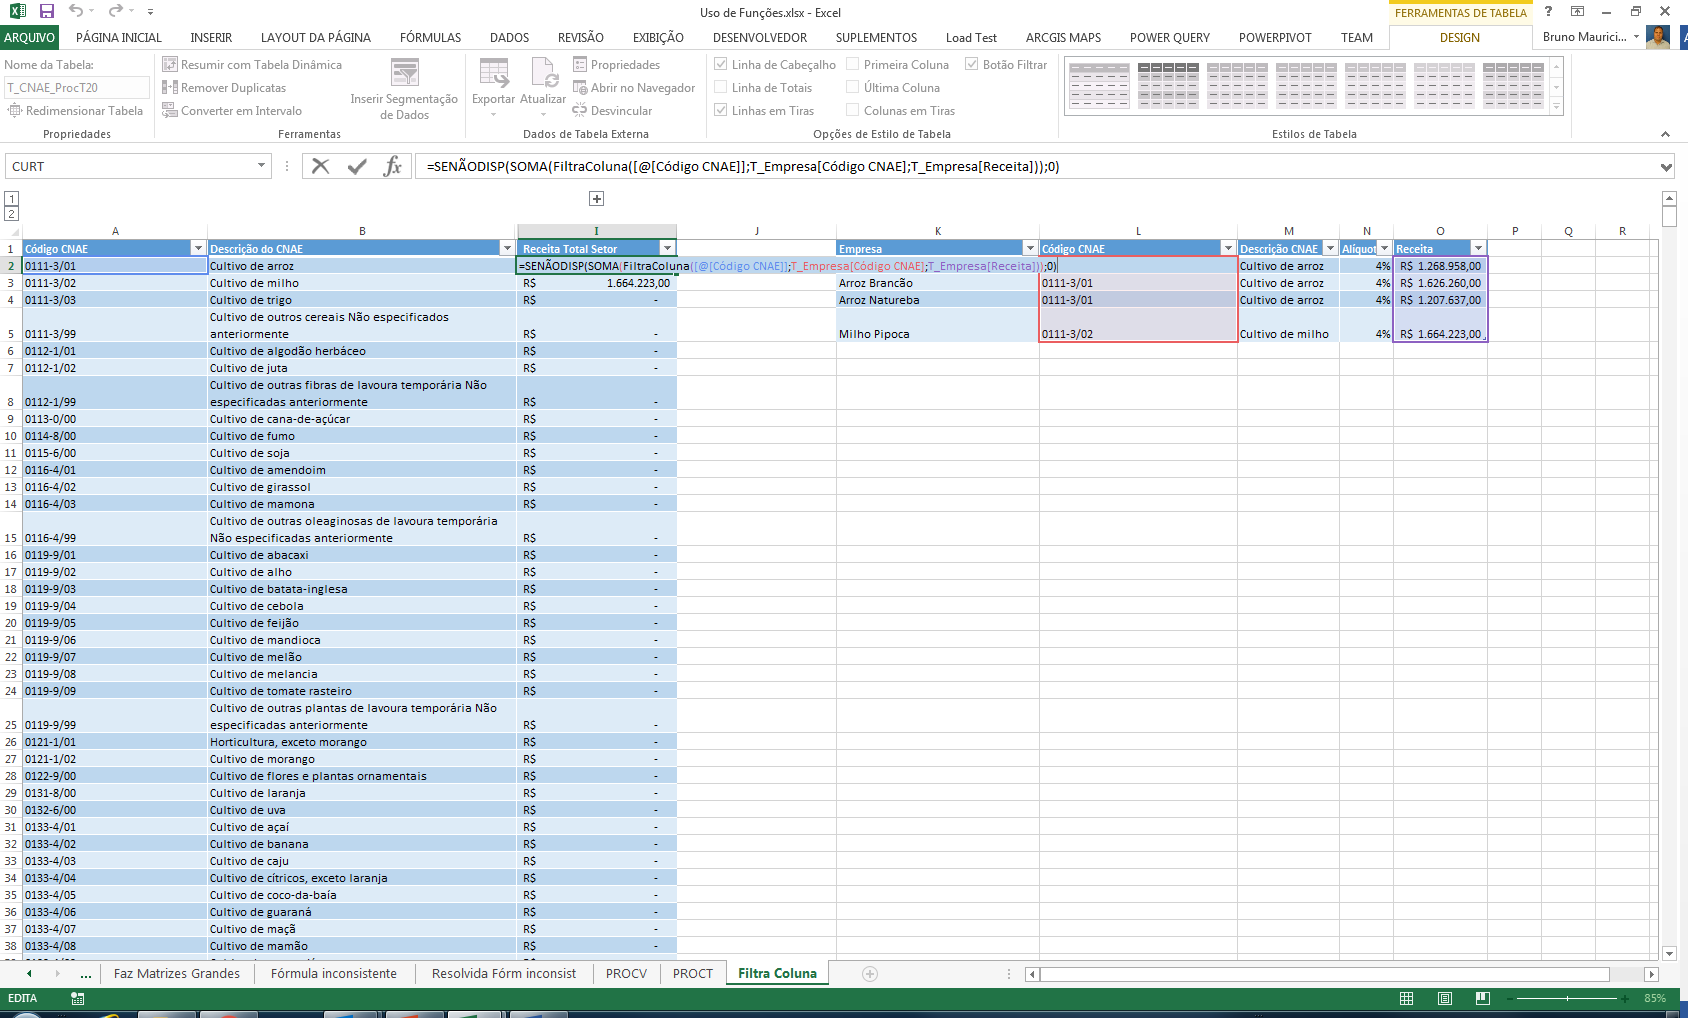 Uso de Funções.xlsx - Excel
FERRAMENTAS DE TABELA
ARQUIVO PÁGINA INICIAL INSERIR LAYOUT DA PÁGINA FÓRMULAS DADOS REVISÃO EXIBIÇÃO DESENVOLVEDOR SUPLEMENTOS Load Test ARCGIS MAPS POWER QUERY POWERPIVOT TEAM DESIGN Bruno Maurici...
Nome da Tabela:
T_CNAE_ProcT20
Redimensionar Tabela
Propriedades
Resumir com Tabela Dinâmica
Remover Duplicatas
Converter em Intervalo
Inserir Segmentação
de Dados
Ferramentas
Exportar
Atualizar
Propriedades
Abrir no Navegador
Desvincular
Dados de Tabela Externa
Linha de Cabeçalho Primeira Coluna Botão Filtrar
Linha de Totais Última Coluna
Linhas em Tiras Colunas em Tiras
Opções de Estilo de Tabela
Estilos de Tabela
CURT
=SENÃODISP(SOMA(FiltraColuna([@[Código CNAE]];T_Empresa[Código CNAE];T_Empresa[Receita]));0)
1
2
A B I J K L M N O P Q R
1 Código CNAE Descrição do CNAE Receita Total Setor Empresa Código CNAE Descrição CNAE Alíquot Receita
2 0111-3/01 Cultivo de arroz =SENÃODISP(SOMA(FiltraColuna([@[Código CNAE]];T_Empresa[Código CNAE];T_Empresa[Receita]));0) Cultivo de arroz 4% R$ 1.268.958,00
3 0111-3/02 Cultivo de milho R$ 1.664.223,00 Arroz Brancão 0111-3/01 Cultivo de arroz 4% R$ 1.626.260,00
4 0111-3/03 Cultivo de trigo R$ - Arroz Natureba 0111-3/01 Cultivo de arroz 4% R$ 1.207.637,00
Cultivo de outros cereais Não especificados
5 0111-3/99 anteriormente R$ - Milho Pipoca 0111-3/02 Cultivo de milho 4% R$ 1.664.223,00
6 0112-1/01 Cultivo de algodão herbáceo R$ -
7 0112-1/02 Cultivo de juta R$ -
Cultivo de outras fibras de lavoura temporária Não
8 0112-1/99 especificadas anteriormente R$ -
9 0113-0/00 Cultivo de cana-de-açúcar R$ -
10 0114-8/00 Cultivo de fumo R$ -
11 0115-6/00 Cultivo de soja R$ -
12 0116-4/01 Cultivo de amendoim R$ -
13 0116-4/02 Cultivo de girassol R$ -
14 0116-4/03 Cultivo de mamona R$ -
Cultivo de outras oleaginosas de lavoura temporária
15 0116-4/99 Não especificadas anteriormente R$ -
16 0119-9/01 Cultivo de abacaxi R$ -
17 0119-9/02 Cultivo de alho R$ -
18 0119-9/03 Cultivo de batata-inglesa R$ -
19 0119-9/04 Cultivo de cebola R$ -
20 0119-9/05 Cultivo de feijão R$ -
21 0119-9/06 Cultivo de mandioca R$ -
22 0119-9/07 Cultivo de melão R$ -
23 0119-9/08 Cultivo de melancia R$ -
24 0119-9/09 Cultivo de tomate rasteiro R$ -
Cultivo de outras plantas de lavoura temporária Não
25 0119-9/99 especificadas anteriormente R$ -
26 0121-1/01 Horticultura, exceto morango R$ -
27 0121-1/02 Cultivo de morango R$ -
28 0122-9/00 Cultivo de flores e plantas ornamentais R$ -
29 0131-8/00 Cultivo de laranja R$ -
30 0132-6/00 Cultivo de uva R$ -
31 0133-4/01 Cultivo de açaí R$ -
32 0133-4/02 Cultivo de banana R$ -
33 0133-4/03 Cultivo de caju R$ -
34 0133-4/04 Cultivo de cítricos, exceto laranja R$ -
35 0133-4/05 Cultivo de coco-da-baía R$ -
36 0133-4/06 Cultivo de guaraná R$ -
37 0133-4/07 Cultivo de maçã R$ -
38 0133-4/08 Cultivo de mamão R$ -
... Faz Matrizes Grandes Fórmula inconsistente Resolvida Fórm inconsist PROCV PROCT Filtra Coluna
EDITA 85%